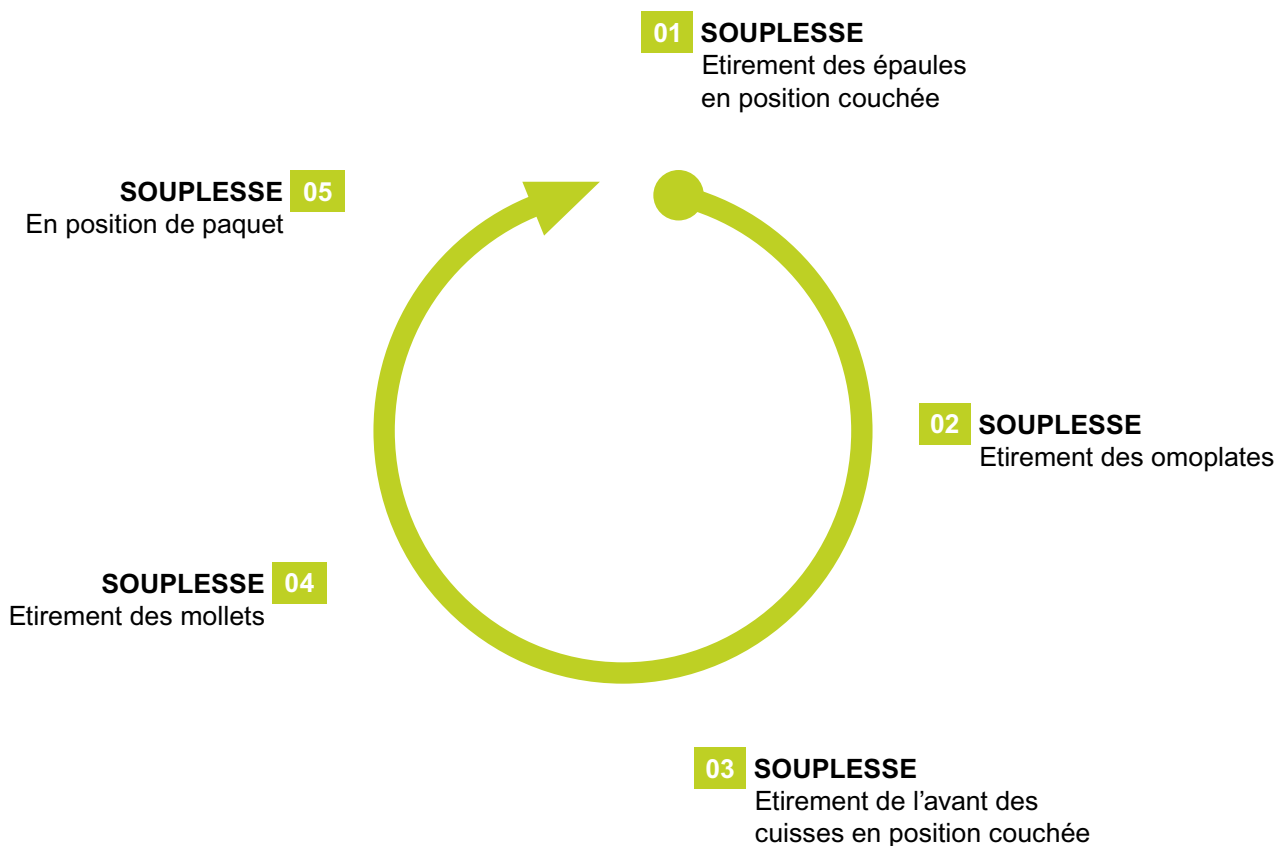 01 SOUPLESSE
Etirement des épaules
en position couchée
02 SOUPLESSE
Etirement des omoplates
03 SOUPLESSE
Etirement de l’avant des
cuisses en position couchée
SOUPLESSE 04
Etirement des mollets
SOUPLESSE 05
En position de paquet